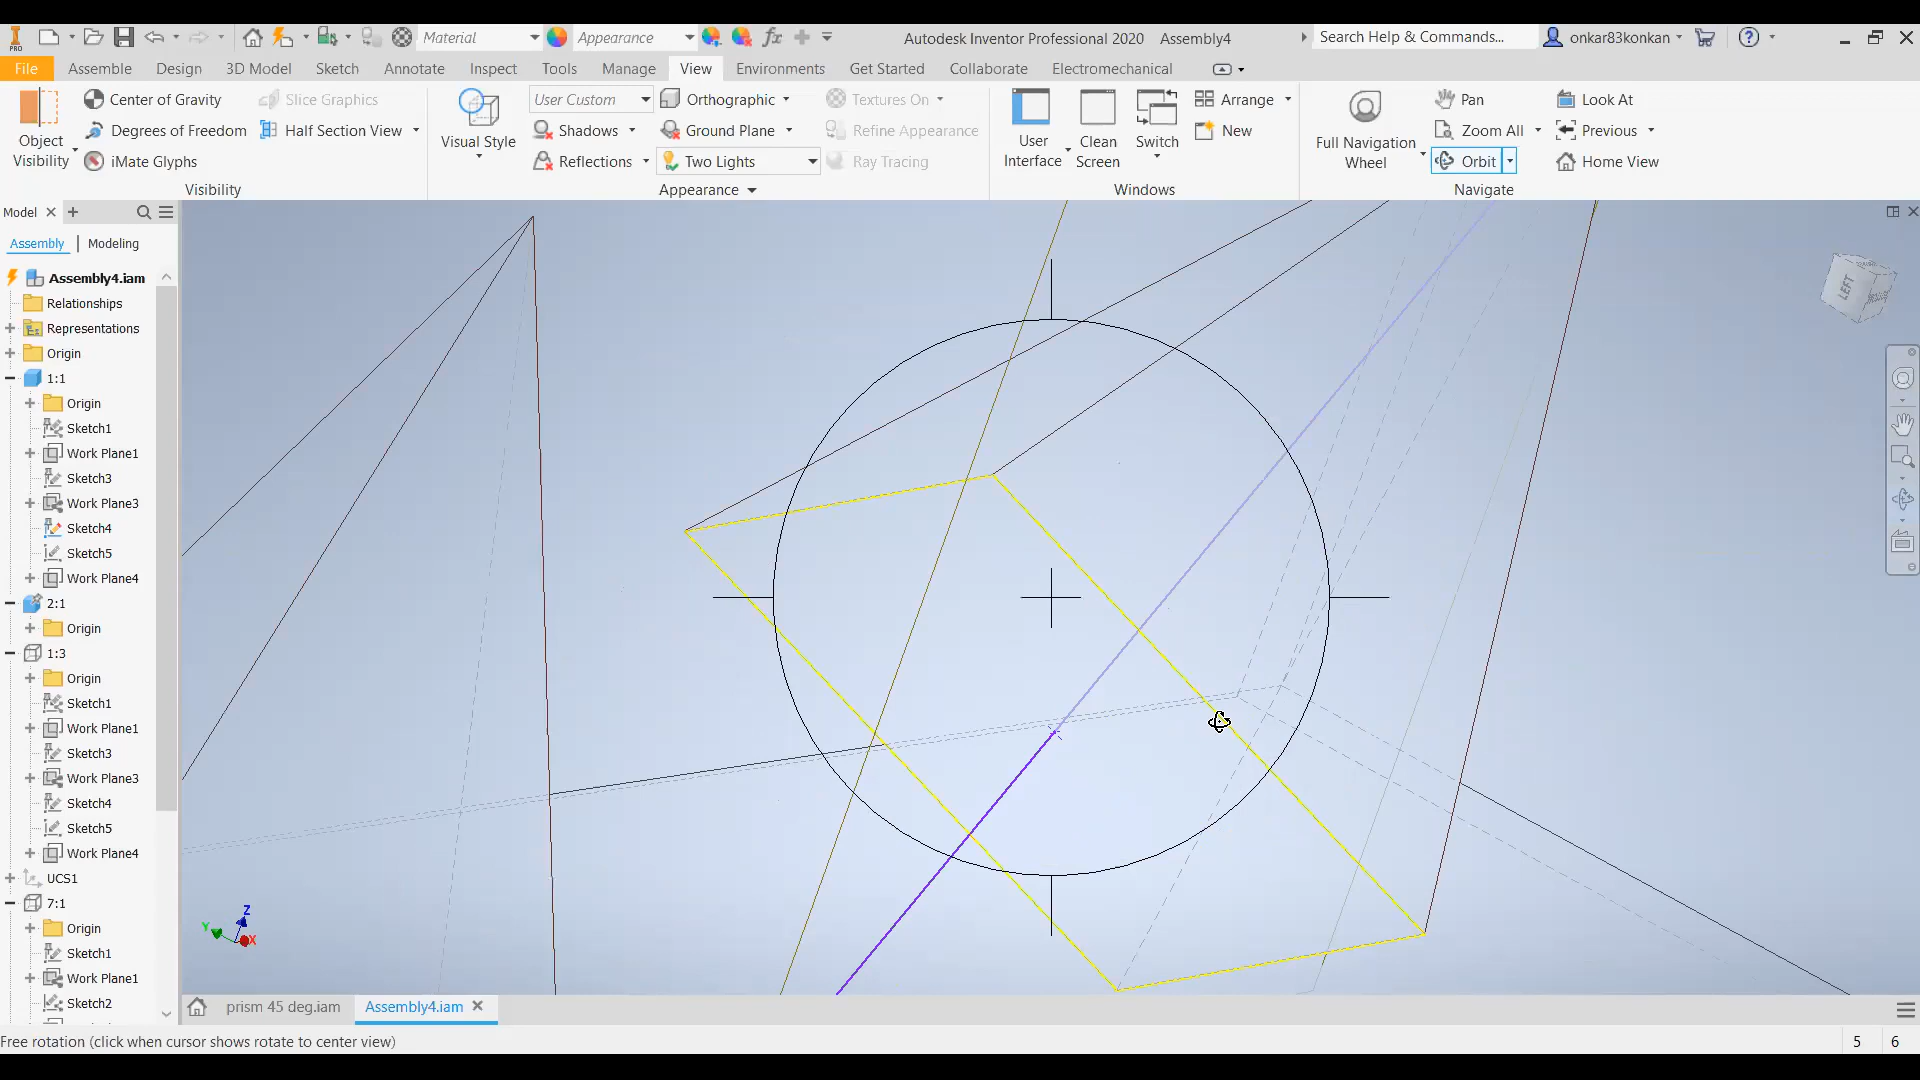 PRO
Material
Appearance
Autodesk Inventor Professional 2020 Assembly4
Search Help & Commands...
onkar83konkan
File Assemble Design 3D Model Sketch Annotate Inspect Tools Manage View Environments Get Started Collaborate Electromechanical
Object Visibility
Center of Gravity
Slice Graphics
Degrees of Freedom
Half Section View
iMate Glyphs
Visibility
Visual Style
User Custom
Orthographic
Textures On
Shadows
Ground Plane
Refine Appearance
Reflections
Two Lights
Ray Tracing
Appearance
User Interface
Clean Screen
Switch
Arrange
New
Windows
Full Navigation Wheel
Pan
Look At
Zoom All
Previous
Orbit
Home View
Navigate
Model
Assembly | Modeling
Assembly4.iam
Relationships
Representations
Origin
1:1
Origin
Sketch1
Work Plane1
Sketch3
Work Plane3
Sketch4
Sketch5
Work Plane4
2:1
Origin
1:3
Origin
Sketch1
Work Plane1
Sketch3
Work Plane3
Sketch4
Sketch5
Work Plane4
UCS1
7:1
Origin
Sketch1
Work Plane1
Sketch2
LEFT
Z
Y
X
prism 45 deg.iam
Assembly4.iam
Free rotation (click when cursor shows rotate to center view)
5 6